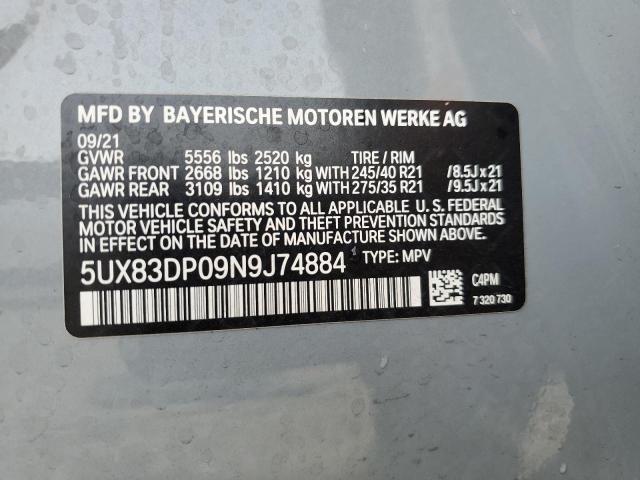 MFD BY BAYERISCHE MOTOREN WERKE AG
09/21
GVWR 5556 lbs 2520 kg TIRE / RIM
GAWR FRONT 2668 lbs 1210 kg WITH 245/40 R21 /8.5J x 21
GAWR REAR 3109 lbs 1410 kg WITH 275/35 R21 /9.5J x 21
THIS VEHICLE CONFORMS TO ALL APPLICABLE U. S. FEDERAL
MOTOR VEHICLE SAFETY AND THEFT PREVENTION STANDARDS
IN EFFECT ON THE DATE OF MANUFACTURE SHOWN ABOVE.
5UX83DP09N9J74884 TYPE: MPV
C4PM
7 320 730